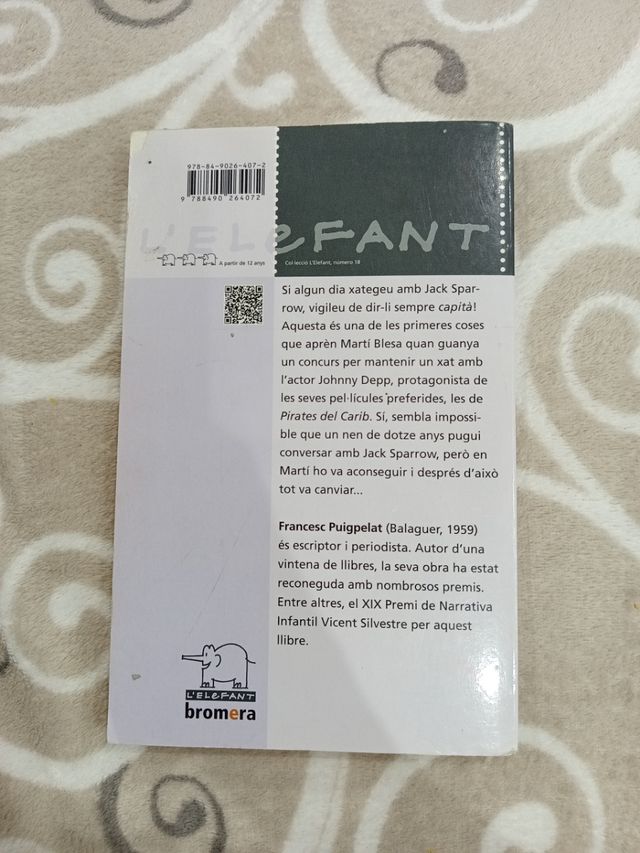 978-84-9026-407-2
9 788490 264072
L'ELeFANT
A partir de 12 anys
Col·lecció L'Elefant, número 18
Si algun dia xategeu amb Jack Spar-
row, vigileu de dir-li sempre capità!
Aquesta és una de les primeres coses
que aprèn Martí Blesa quan guanya
un concurs per mantenir un xat amb
l'actor Johnny Depp, protagonista de
les seves pel·lícules preferides, les de
Pirates del Carib. Sí, sembla impossi-
ble que un nen de dotze anys pugui
conversar amb Jack Sparrow, però en
Martí ho va aconseguir i després d'això
tot va canviar...
Francesc Puigpelat (Balaguer, 1959)
és escriptor i periodista. Autor d'una
vintena de llibres, la seva obra ha estat
reconeguda amb nombrosos premis.
Entre altres, el XIX Premi de Narrativa
Infantil Vicent Silvestre per aquest
llibre.
L'ELeFANT
bromera